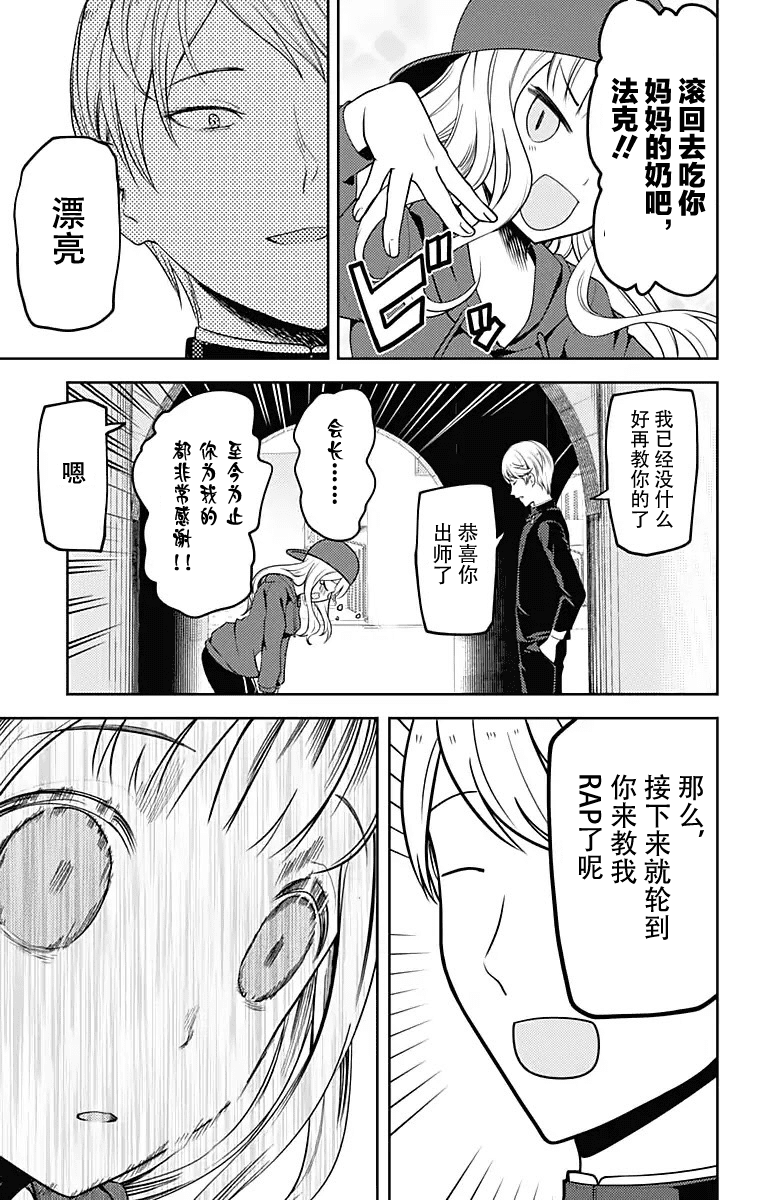 滚回去吃你
妈妈的奶吧，
法克!!
ビシッ
漂亮
我已经没什么
好再教你的了
恭喜你
出师了
会长……
至今为止
你为我的
都非常感谢!!
嗯
那么，
接下来就轮到
你来教我
RAP了呢